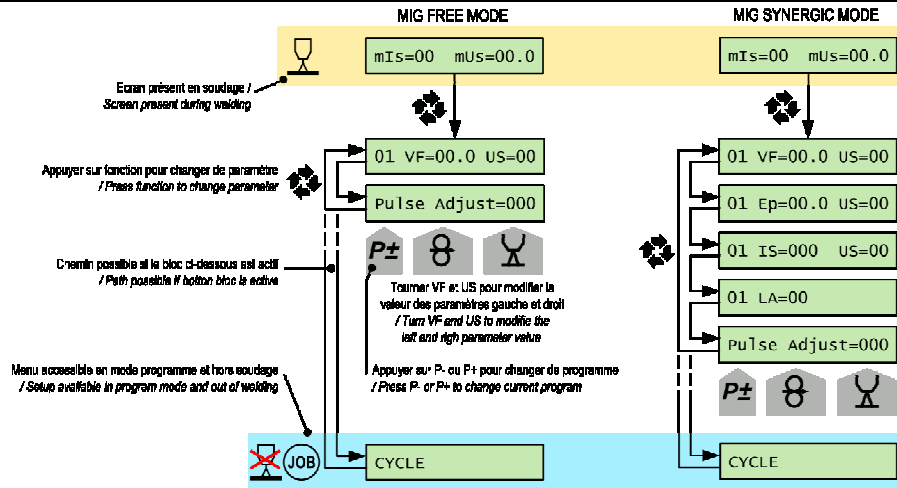 MIG FREE MODE
MIG SYNERGIC MODE
mIs=00 mUs=00.0
mIs=00 mUs=00.0
Ecran présent en soudage /
Screen present during welding
01 VF=00.0 US=00
01 VF=00.0 US=00
Appuyer sur fonction pour changer de paramètre
/ Press function to change parameter
Pulse Adjust=000
01 Ep=00.0 US=00
P±
01 IS=000 US=00
Chemin possible si le bloc ci-dessous est actif
/ Path possible if botton bloc is active
Tourner VF et US pour modifier la
valeur des paramètres gauche et droit
/ Turn VF and US to modifie the
left and righ parameter value
01 LA=00
Pulse Adjust=000
Menu accessible en mode programme et hors soudage
/ Setup available in program mode and out of welding
Appuyer sur P- ou P+ pour changer de programme
/ Press P- or P+ to change current program
P±
JOB
CYCLE
CYCLE